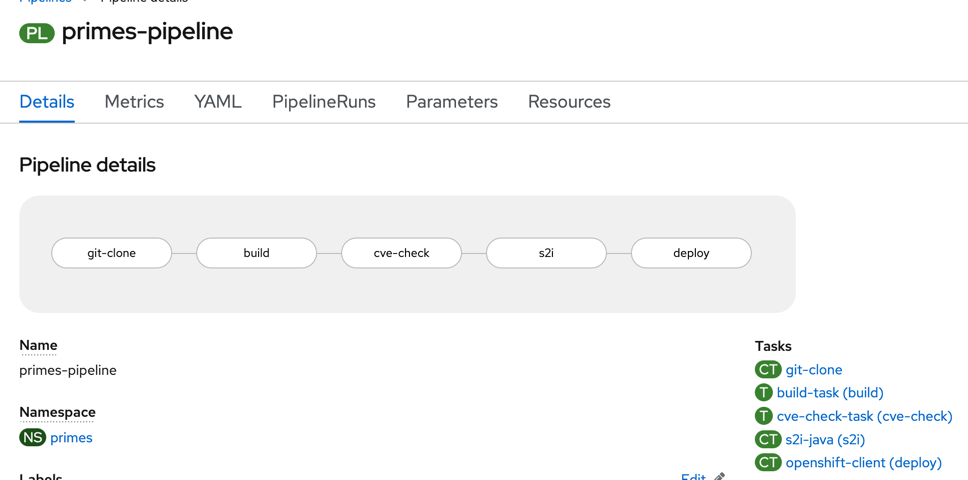 Pipelines > Pipeline details
PL primes-pipeline
Details Metrics YAML PipelineRuns Parameters Resources
Pipeline details
git-clone build cve-check s2i deploy
Name
primes-pipeline
Namespace
NS primes
Labels Edit
Tasks
CT git-clone
T build-task (build)
T cve-check-task (cve-check)
CT s2i-java (s2i)
CT openshift-client (deploy)